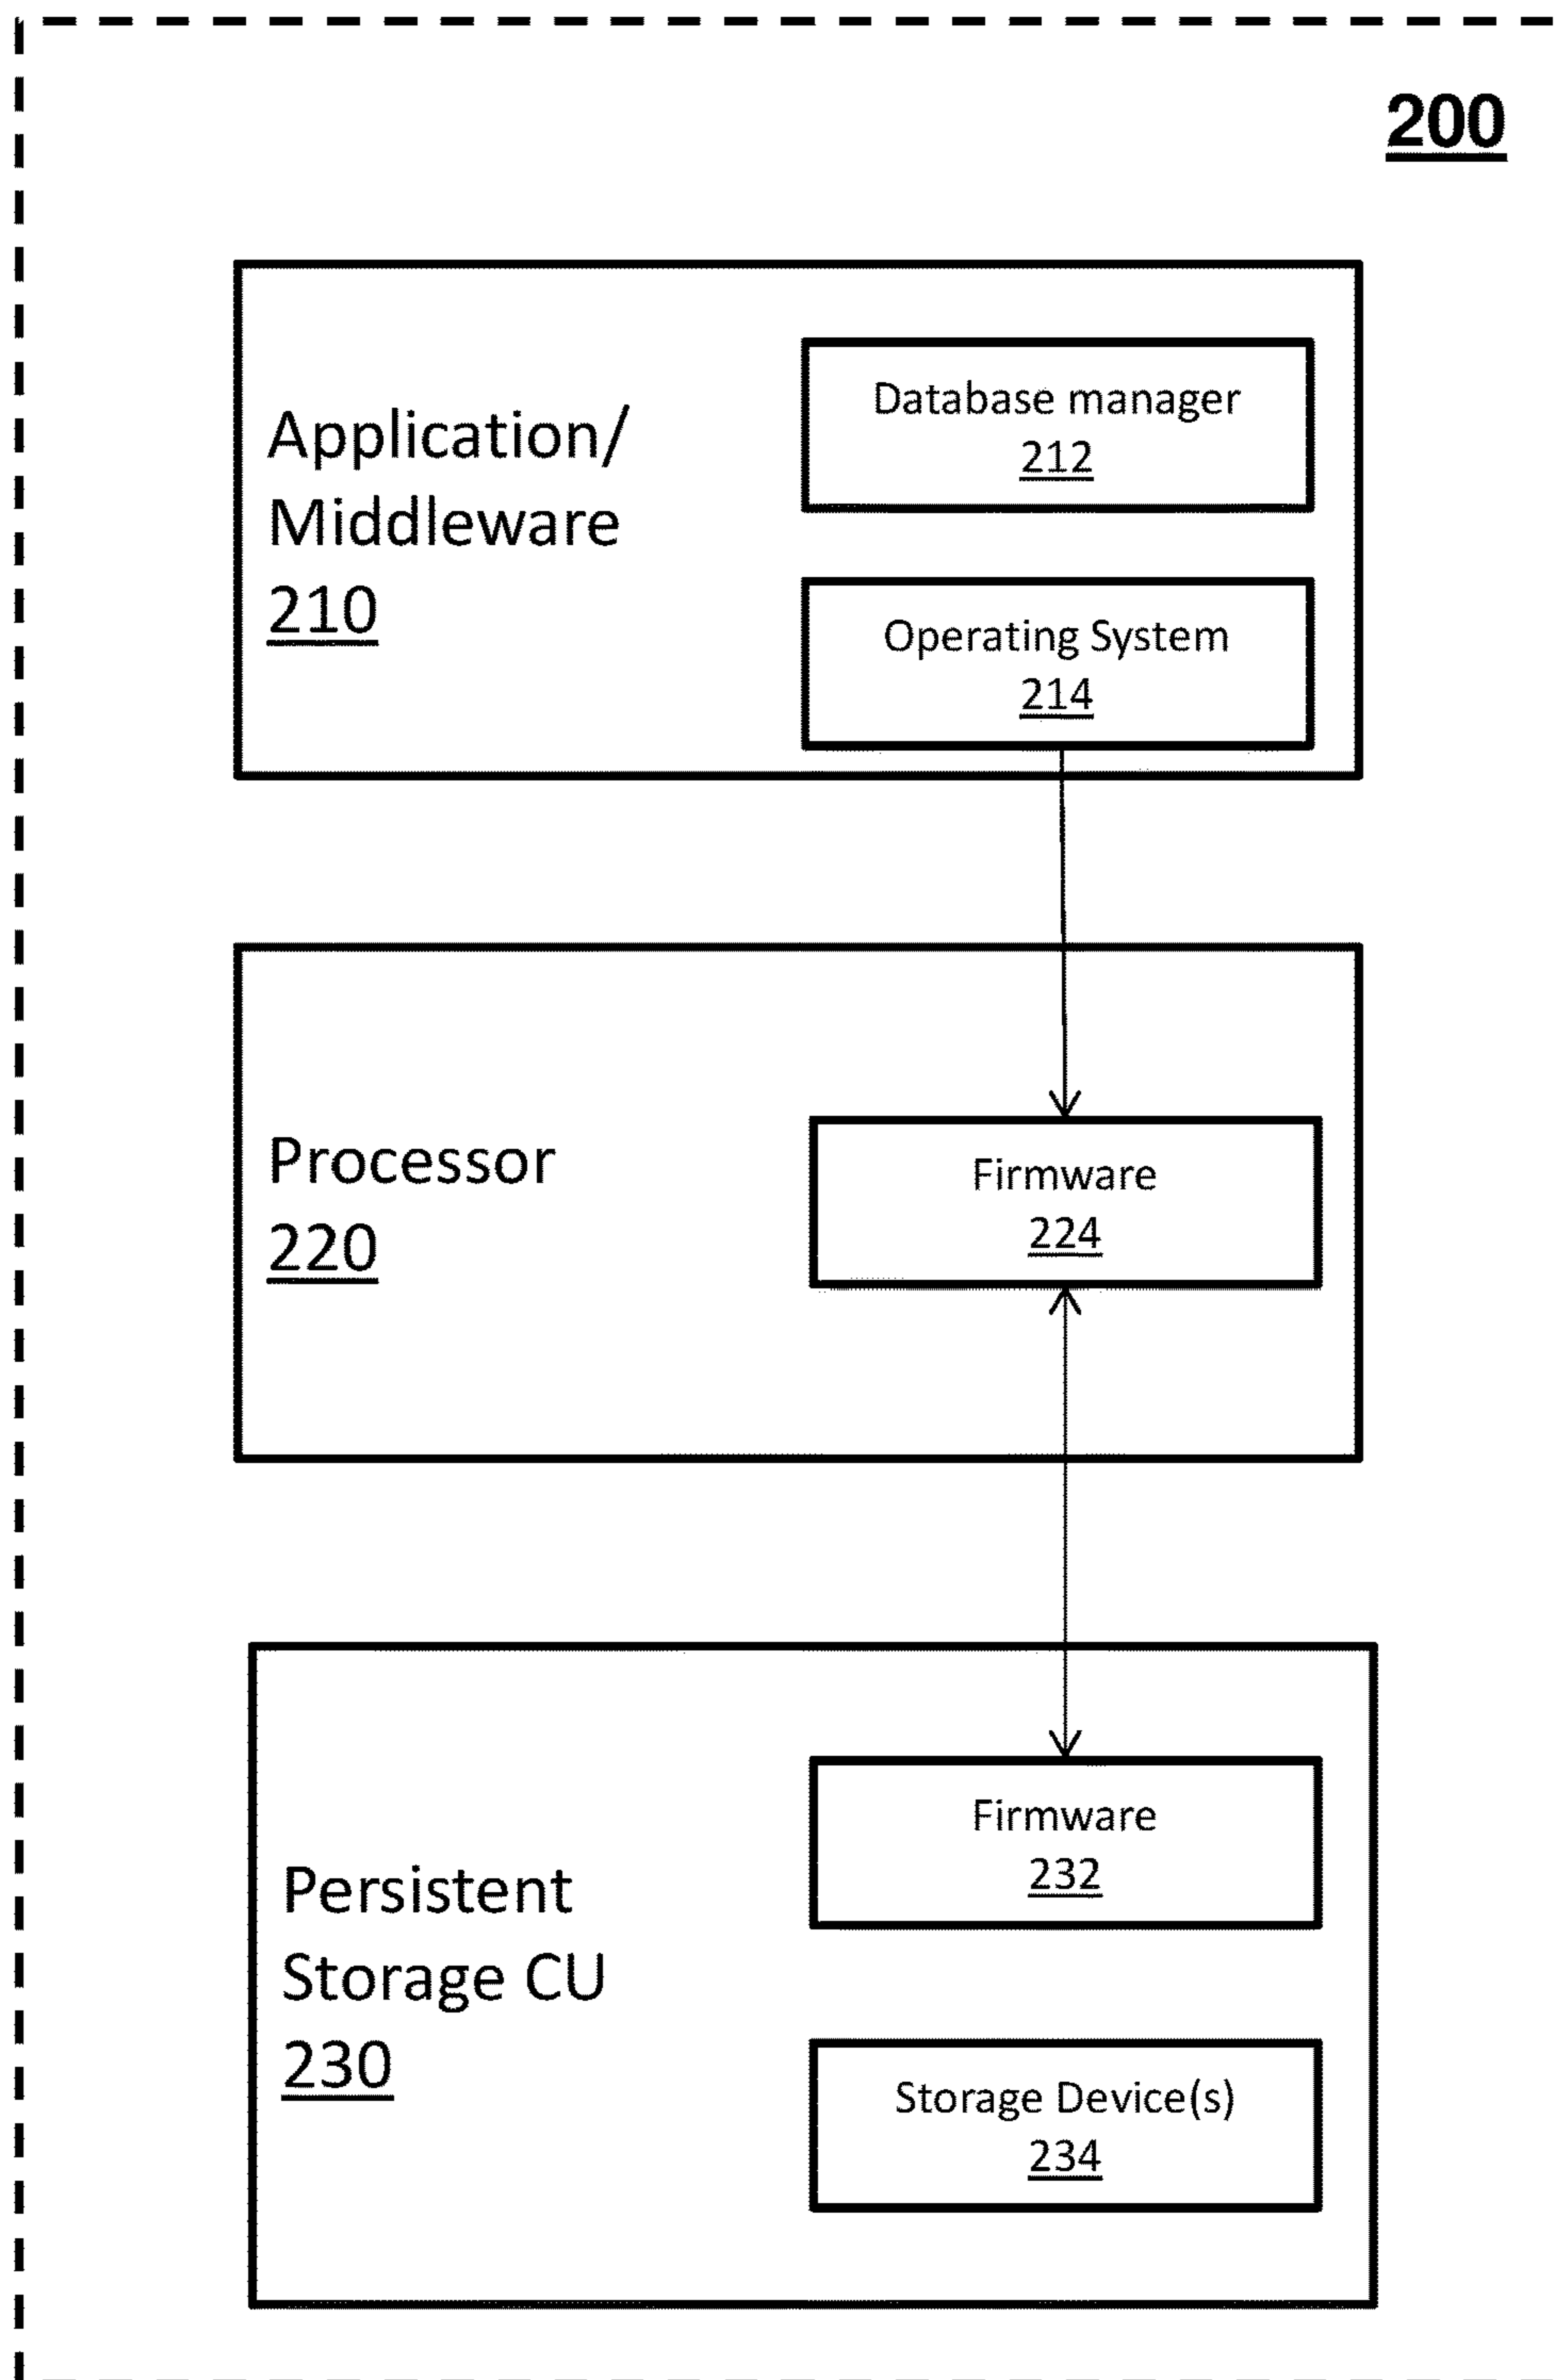 200
Application/
Middleware
210
Database manager
212
Operating System
214
Processor
220
Firmware
224
Persistent
Storage CU
230
Firmware
232
Storage Device(s)
234